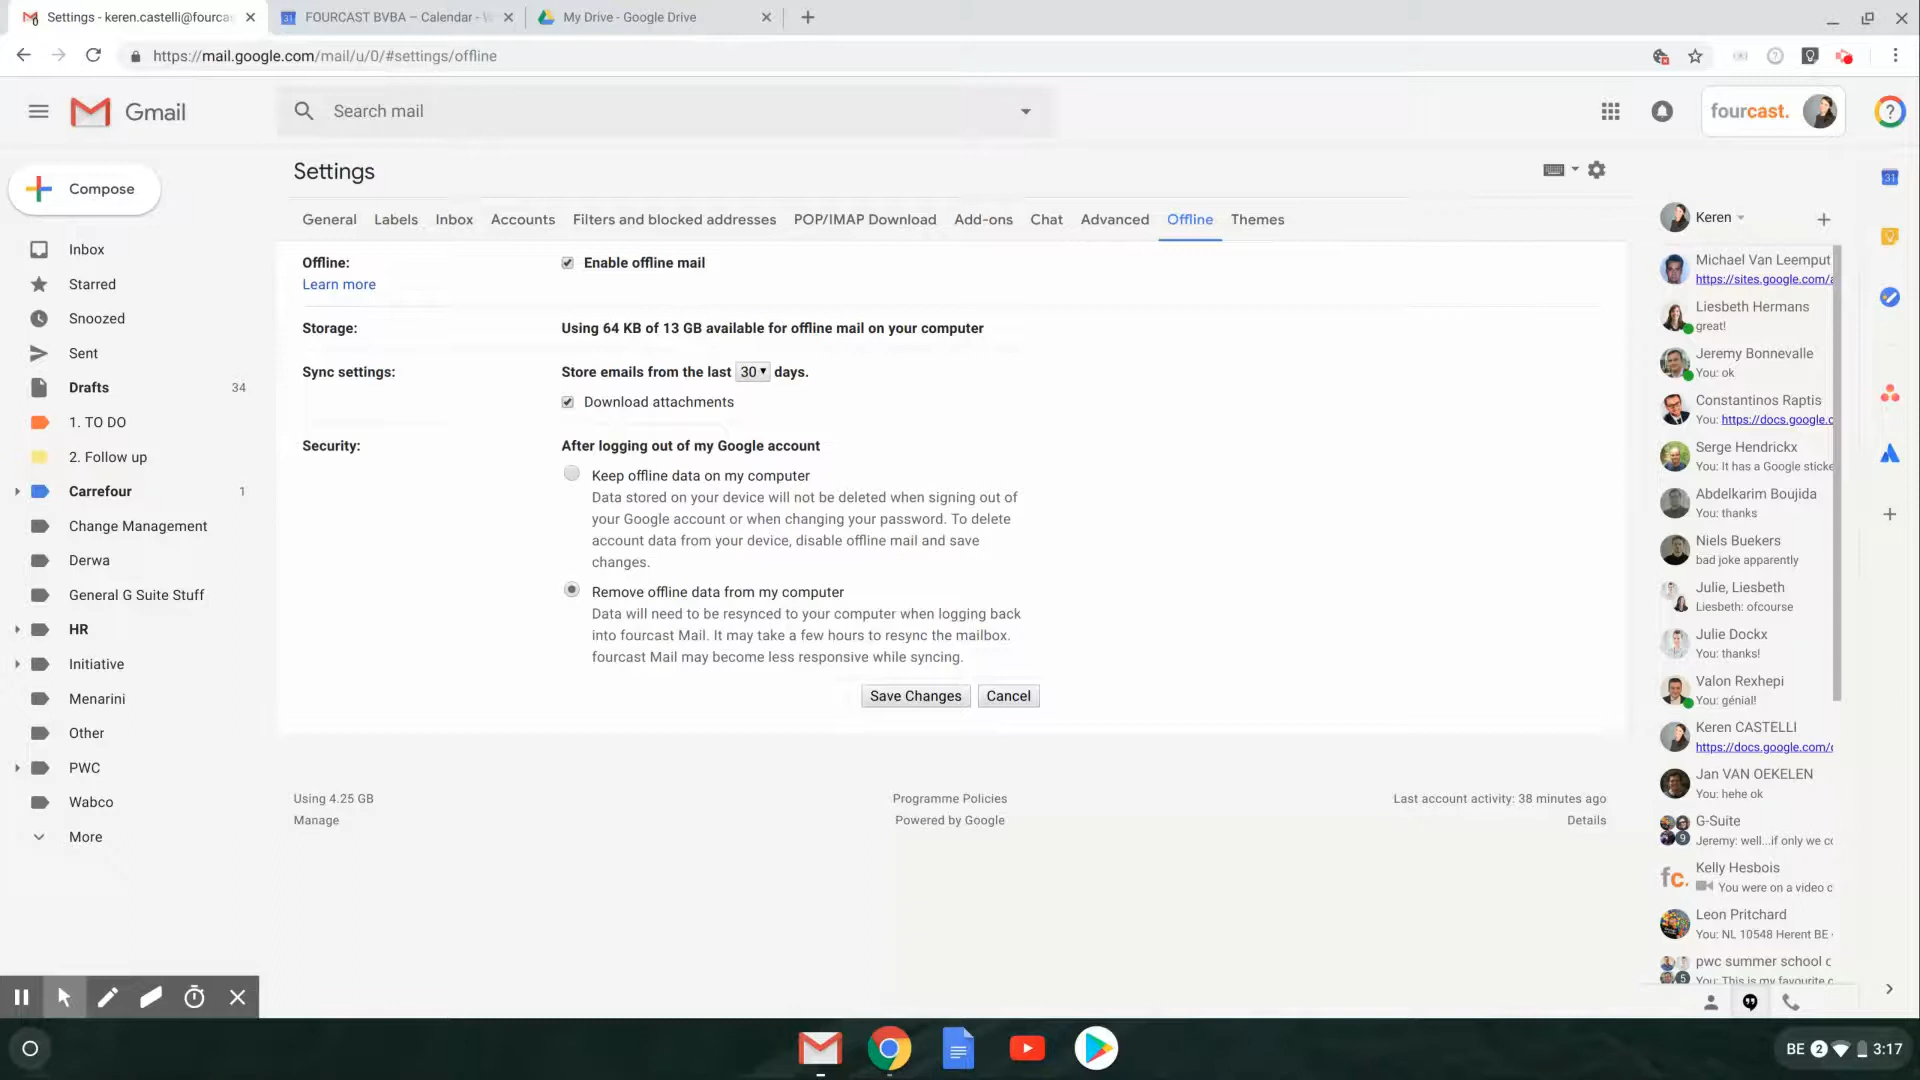 Settings - keren.castelli@fourca
FOURCAST BVBA – Calendar - W
My Drive - Google Drive
https://mail.google.com/mail/u/0/#settings/offline
Gmail
Search mail
fourcast.
Compose
Inbox
Starred
Snoozed
Sent
Drafts 34
1. TO DO
2. Follow up
Carrefour 1
Change Management
Derwa
General G Suite Stuff
HR
Initiative
Menarini
Other
PWC
Wabco
More
Settings
General Labels Inbox Accounts Filters and blocked addresses POP/IMAP Download Add-ons Chat Advanced Offline Themes
Offline:
Learn more
Enable offline mail
Storage:
Using 64 KB of 13 GB available for offline mail on your computer
Sync settings:
Store emails from the last 30 days.
Download attachments
Security:
After logging out of my Google account
Keep offline data on my computer
Data stored on your device will not be deleted when signing out of
your Google account or when changing your password. To delete
account data from your device, disable offline mail and save
changes.
Remove offline data from my computer
Data will need to be resynced to your computer when logging back
into fourcast Mail. It may take a few hours to resync the mailbox.
fourcast Mail may become less responsive while syncing.
Save Changes Cancel
Using 4.25 GB
Manage
Programme Policies
Powered by Google
Last account activity: 38 minutes ago
Details
Keren
Michael Van Leemput
https://sites.google.com/a
Liesbeth Hermans
great!
Jeremy Bonnevalle
You: ok
Constantinos Raptis
You: https://docs.google.c
Serge Hendrickx
You: It has a Google sticke
Abdelkarim Boujida
You: thanks
Niels Buekers
bad joke apparently
Julie, Liesbeth
Liesbeth: ofcourse
Julie Dockx
You: thanks!
Valon Rexhepi
You: génial!
Keren CASTELLI
https://docs.google.com/
Jan VAN OEKELEN
You: hehe ok
G-Suite
9
Jeremy: well...if only we co
fc.
Kelly Hesbois
You were on a video c
Leon Pritchard
You: NL 10548 Herent BE
pwc summer school
5
You: This is my favourite
31
31
BE 2 3:17